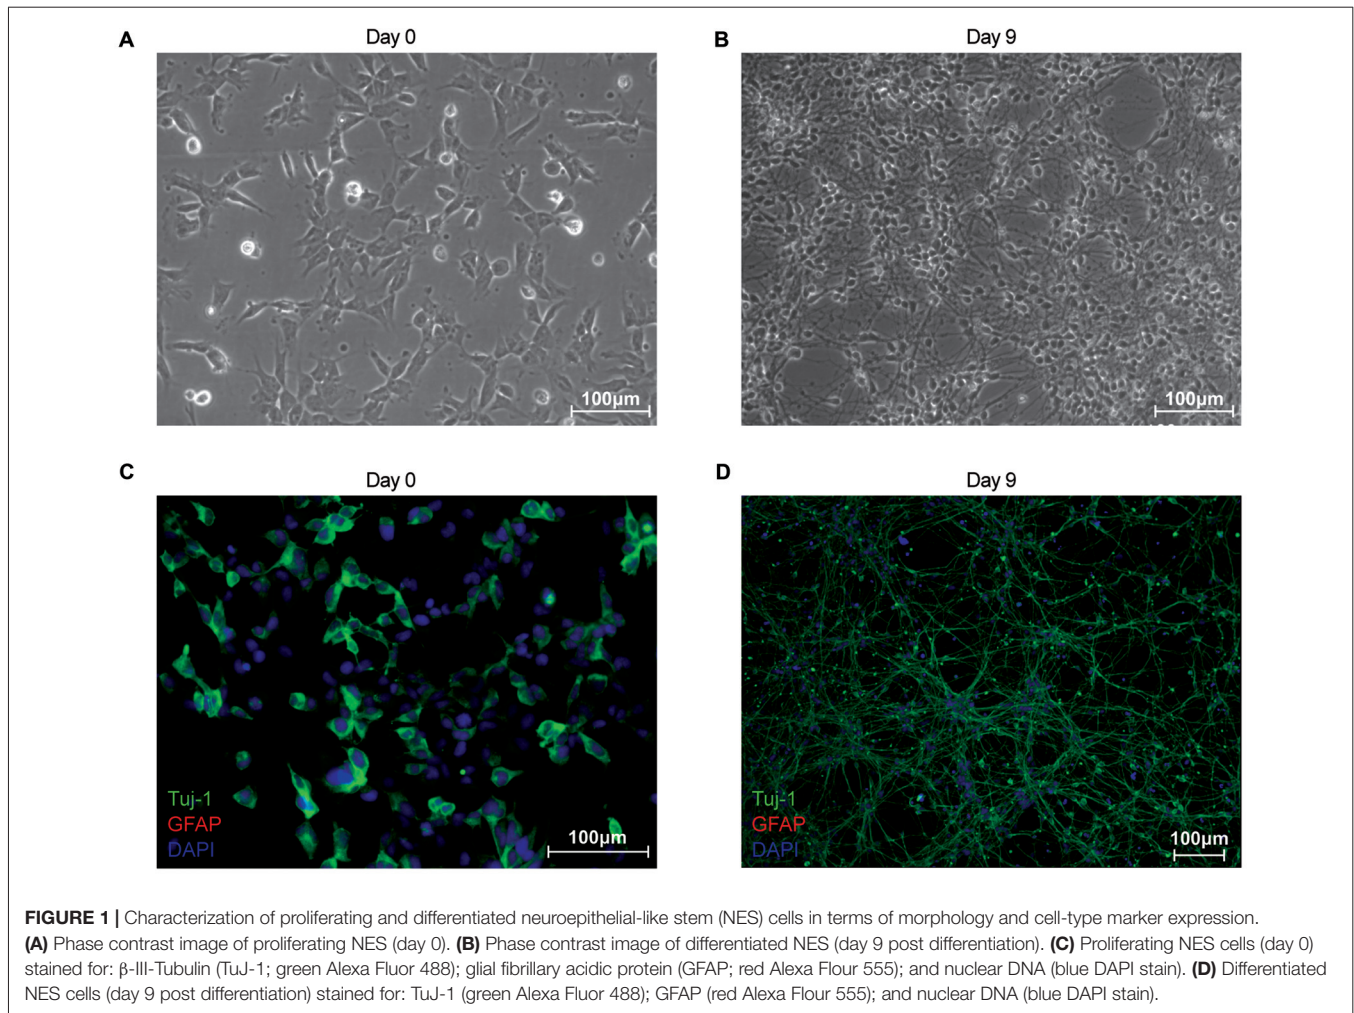 A
Day 0
B
Day 9
100µm
100µm
C
Day 0
D
Day 9
Tuj-1
GFAP
DAPI
100µm
Tuj-1
GFAP
DAPI
100µm
FIGURE 1 | Characterization of proliferating and differentiated neuroepithelial-like stem (NES) cells in terms of morphology and cell-type marker expression.
(A) Phase contrast image of proliferating NES (day 0). (B) Phase contrast image of differentiated NES (day 9 post differentiation). (C) Proliferating NES cells (day 0)
stained for: β-III-Tubulin (TuJ-1; green Alexa Fluor 488); glial fibrillary acidic protein (GFAP; red Alexa Flour 555); and nuclear DNA (blue DAPI stain). (D) Differentiated
NES cells (day 9 post differentiation) stained for: TuJ-1 (green Alexa Fluor 488); GFAP (red Alexa Flour 555); and nuclear DNA (blue DAPI stain).